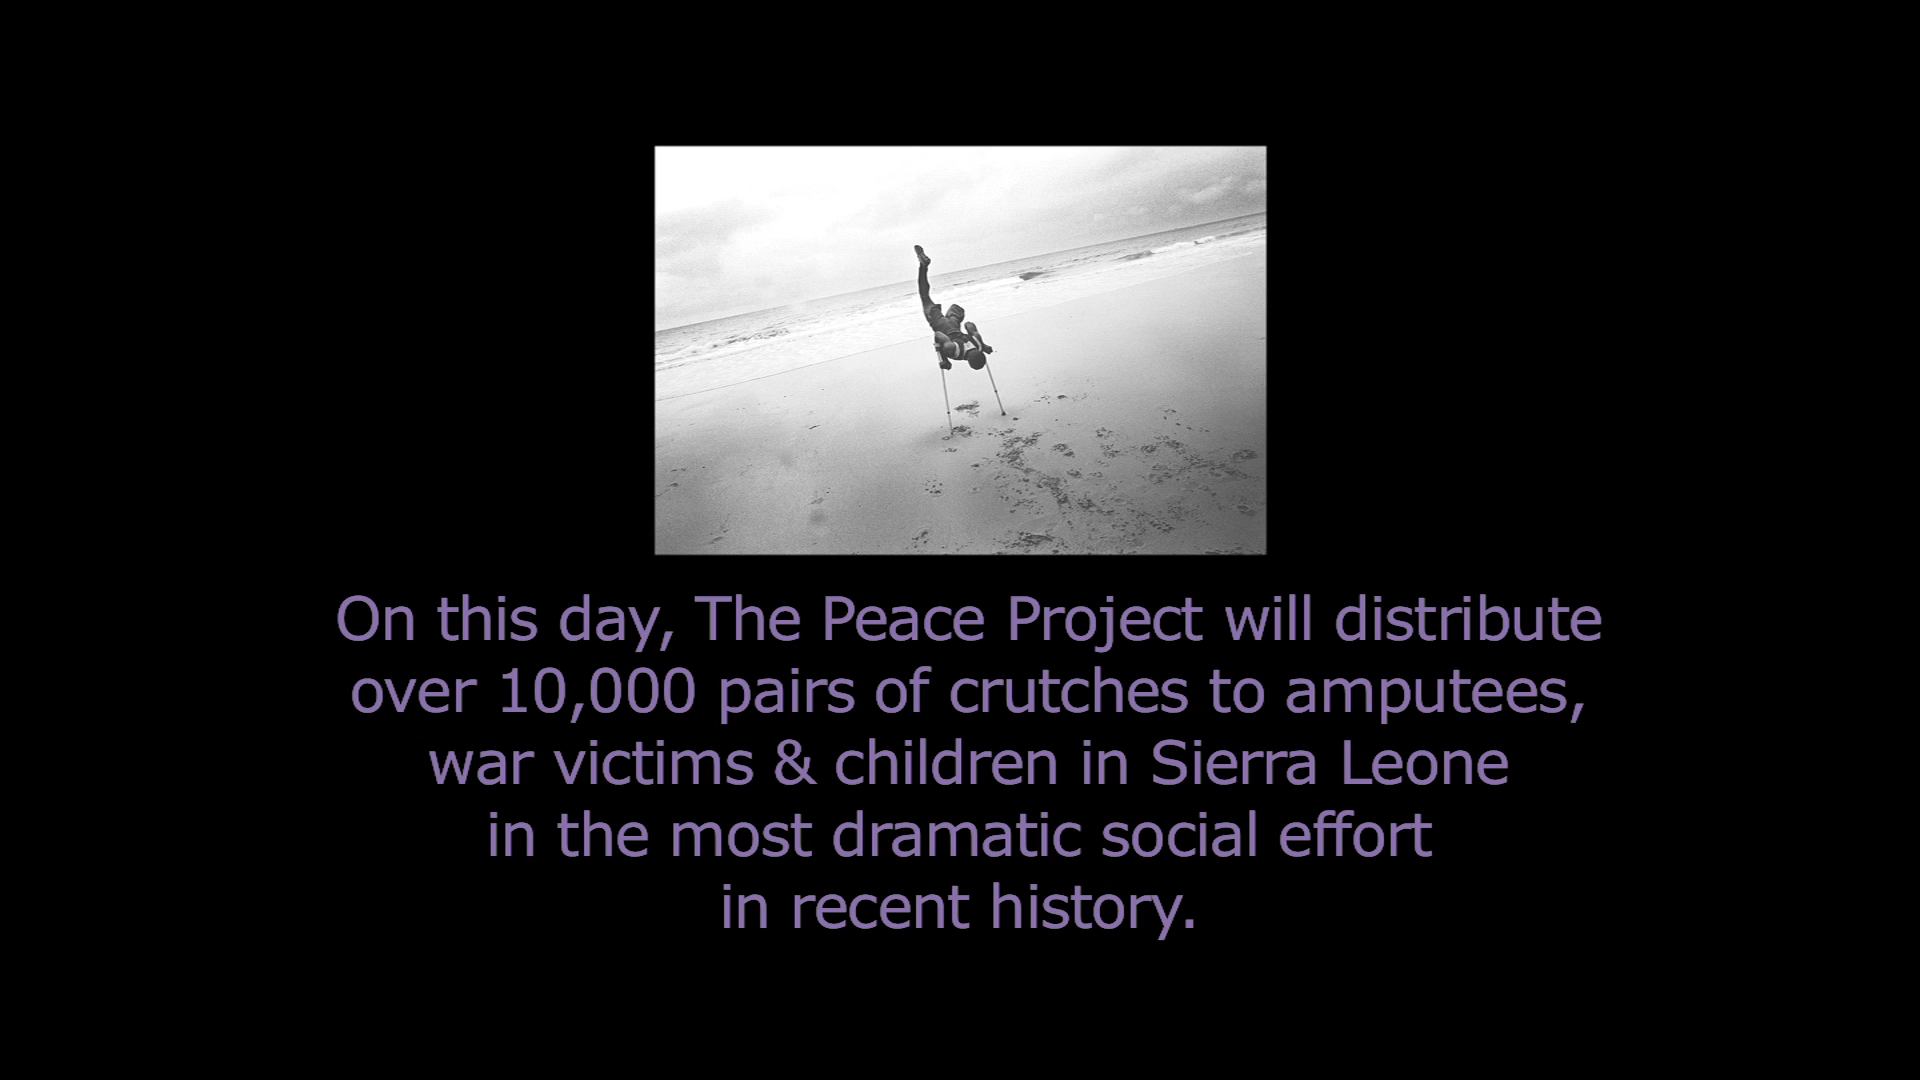 On this day, The Peace Project will distribute
over 10,000 pairs of crutches to amputees,
war victims & children in Sierra Leone
in the most dramatic social effort
in recent history.